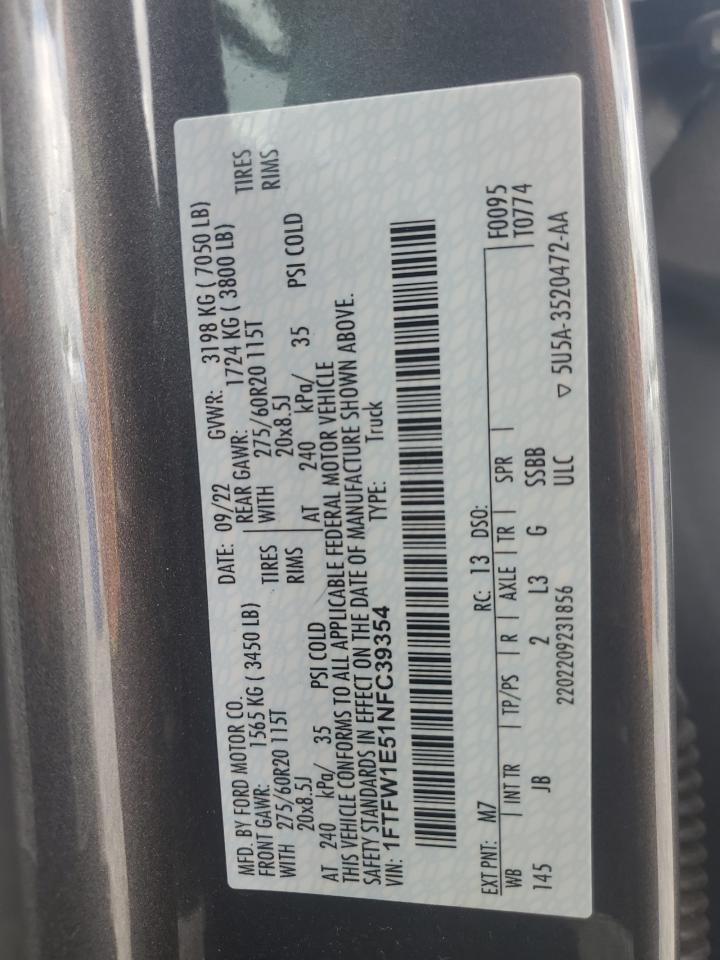 MFD. BY FORD MOTOR CO. DATE: 09/22 GVWR: 3198 KG ( 7050 LB)
FRONT GAWR: 1565 KG ( 3450 LB) REAR GAWR: 1724 KG ( 3800 LB)
WITH 275/60R20 115T TIRES WITH 275/60R20 115T TIRES
20x8.5J RIMS 20x8.5J RIMS
AT 240 kPa/ 35 PSI COLD AT 240 kPa/ 35 PSI COLD
THIS VEHICLE CONFORMS TO ALL APPLICABLE FEDERAL MOTOR VEHICLE
SAFETY STANDARDS IN EFFECT ON THE DATE OF MANUFACTURE SHOWN ABOVE.
VIN: 1FTFW1E51NFC39354 TYPE: Truck
EXT PNT: M7 RC: 13 DSO: F0095
WB INT TR TP/PS R AXLE TR SPR T0774
145 JB 2 L3 G SSBB
2202209231856 ULC ▽ 5U5A-3520472-AA